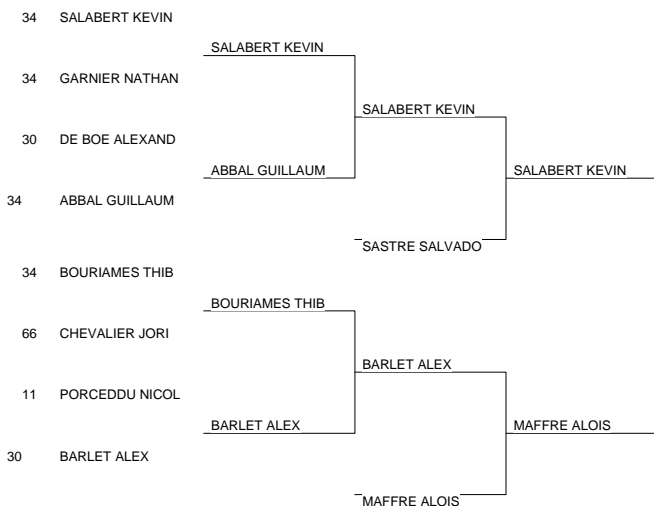 34 SALABERT KEVIN
SALABERT KEVIN
34 GARNIER NATHAN
SALABERT KEVIN
30 DE BOE ALEXAND
ABBAL GUILLAUM
SALABERT KEVIN
34 ABBAL GUILLAUM
SASTRE SALVADO
34 BOURIAMES THIB
BOURIAMES THIB
66 CHEVALIER JORI
BARLET ALEX
11 PORCEDDU NICOL
BARLET ALEX
MAFFRE ALOIS
30 BARLET ALEX
MAFFRE ALOIS